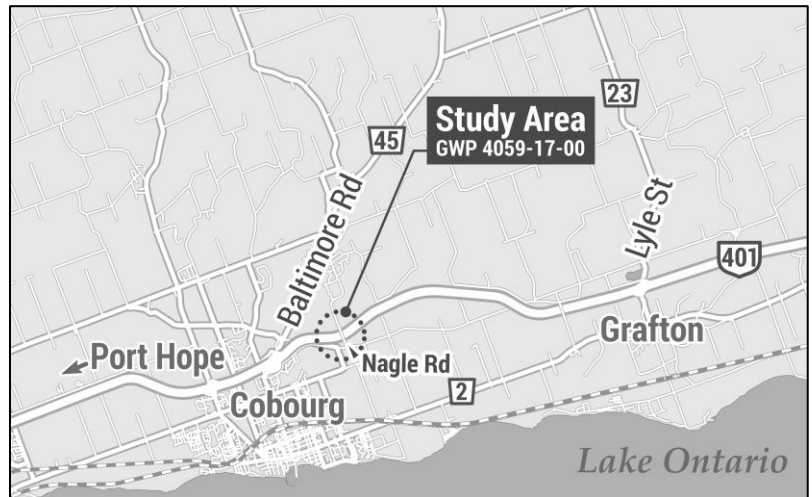 23
Study Area
GWP 4059-17-00
45
Baltimore Rd
Lyle St
401
Grafton
Port Hope
Nagle Rd
2
Cobourg
Lake Ontario